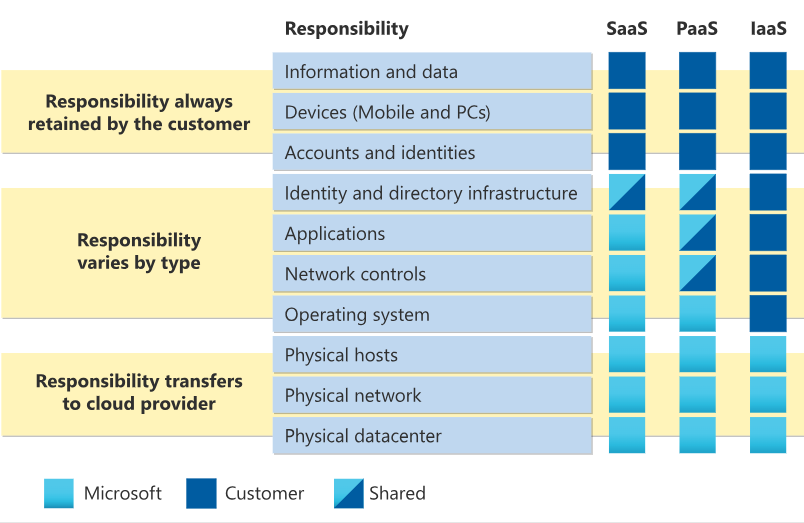 Responsibility SaaS PaaS IaaS
Responsibility always
retained by the customer
Information and data
Devices (Mobile and PCs)
Accounts and identities
Responsibility
varies by type
Identity and directory infrastructure
Applications
Network controls
Operating system
Responsibility transfers
to cloud provider
Physical hosts
Physical network
Physical datacenter
Microsoft Customer Shared